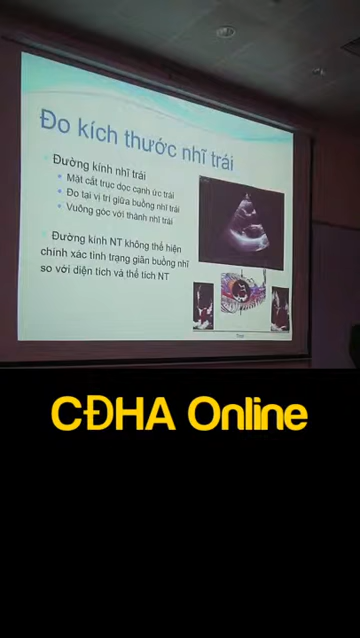 Đo kích thước nhĩ trái
Đường kính nhĩ trái
Mặt cắt trục dọc cạnh ức trái
Đo tại vị trí giữa buồng nhĩ trái
Vuông góc với thành nhĩ trái
Đường kính NT không thể hiện
chính xác tình trạng giãn buồng nhĩ
so với diện tích và thể tích NT
CĐHA Online